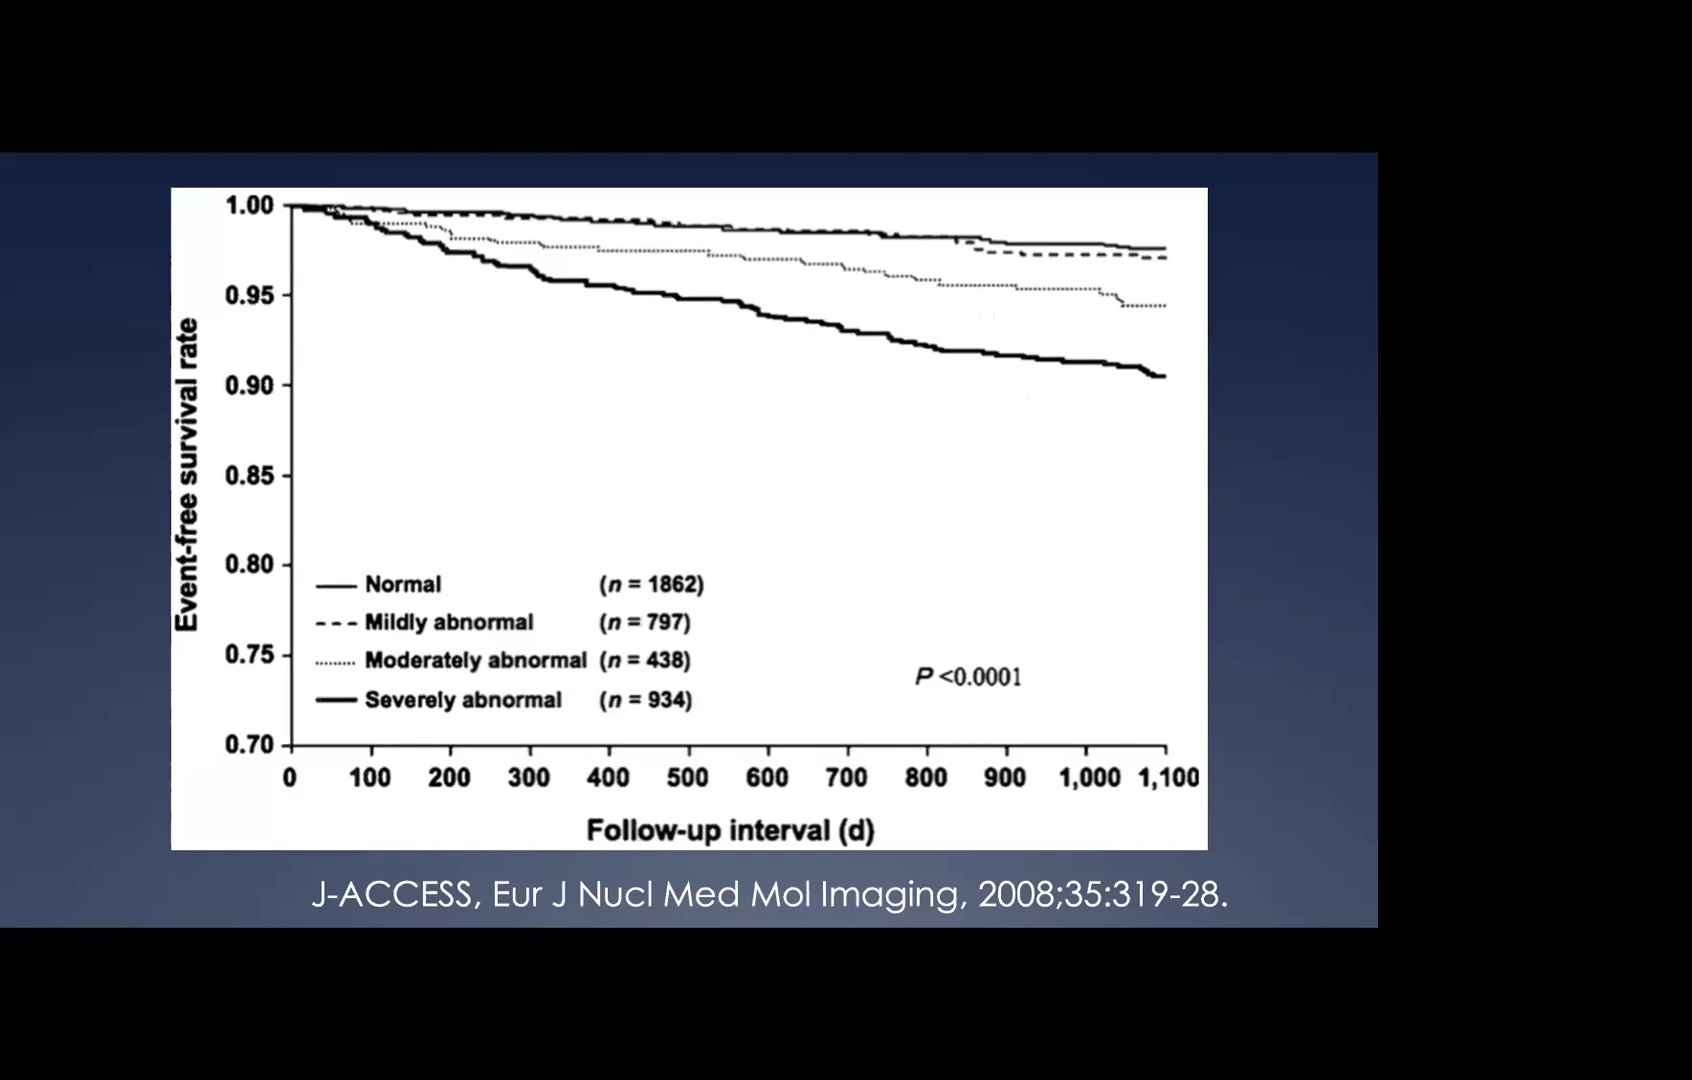 Event-free survival rate
1.00
0.95
0.90
0.85
0.80
0.75
0.70
Normal (n = 1862)
Mildly abnormal (n = 797)
Moderately abnormal (n = 438)
Severely abnormal (n = 934)
P <0.0001
0 100 200 300 400 500 600 700 800 900 1,000 1,100
Follow-up interval (d)
J-ACCESS, Eur J Nucl Med Mol Imaging, 2008;35:319-28.